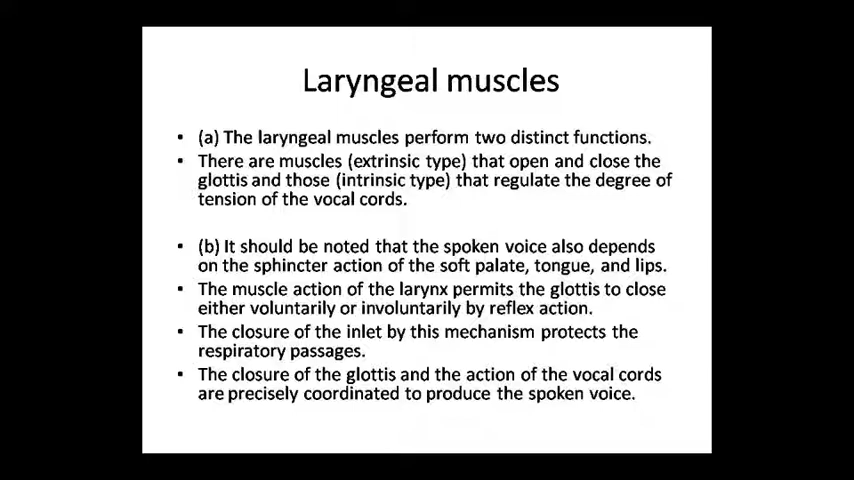 Laryngeal muscles
• (a) The laryngeal muscles perform two distinct functions.
• There are muscles (extrinsic type) that open and close the
glottis and those (intrinsic type) that regulate the degree of
tension of the vocal cords.
• (b) It should be noted that the spoken voice also depends
on the sphincter action of the soft palate, tongue, and lips.
• The muscle action of the larynx permits the glottis to close
either voluntarily or involuntarily by reflex action.
• The closure of the inlet by this mechanism protects the
respiratory passages.
• The closure of the glottis and the action of the vocal cords
are precisely coordinated to produce the spoken voice.